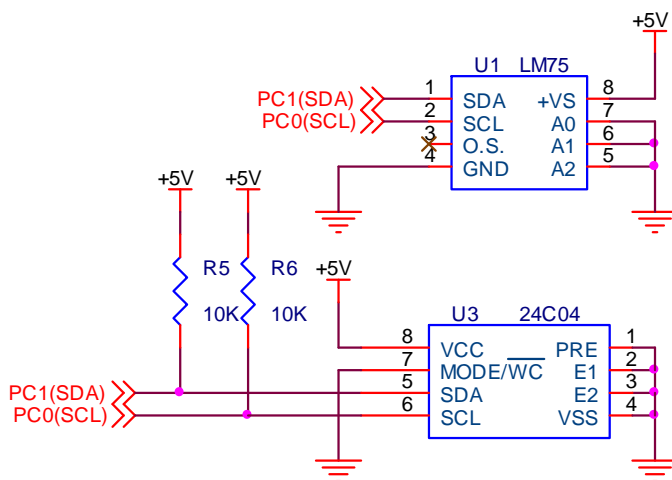 +5V
U1 LM75
PC1(SDA) 1 SDA +VS 8
PC0(SCL) 2 SCL A0 7
3 O.S. A1 6
4 GND A2 5
+5V +5V
R5 R6 +5V
10K 10K
U3 24C04
8 VCC PRE 1
7 MODE/WC E1 2
PC1(SDA) 5 SDA E2 3
PC0(SCL) 6 SCL VSS 4